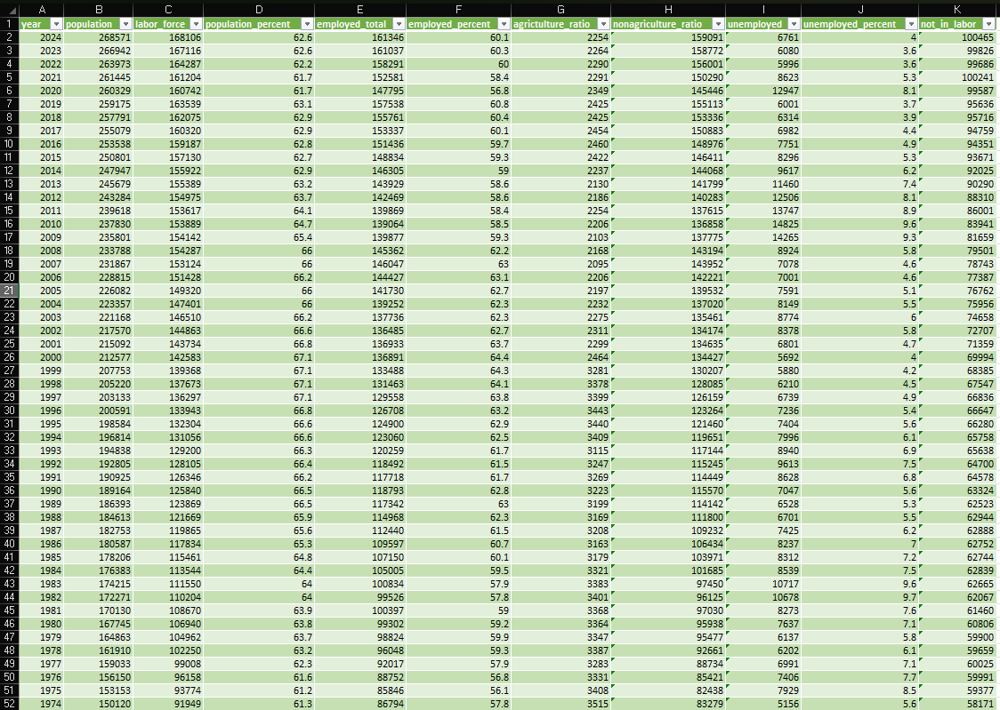 A B C D E F G H I J K
1 year population labor_force population_percent employed_total employed_percent agrictulture_ratio nonagriculture_ratio unemployed unemployed_percent not_in_labor
2 2024 268571 168106 62.6 161346 60.1 2254 159091 6761 4 100465
3 2023 266942 167116 62.6 161037 60.3 2264 158772 6080 3.6 99826
4 2022 263973 164287 62.2 158291 60 2290 156001 5996 3.6 99686
5 2021 261445 161204 61.7 152581 58.4 2291 150290 8623 5.3 100241
6 2020 260329 160742 61.7 147795 56.8 2349 145446 12947 8.1 99587
7 2019 259175 163539 63.1 157538 60.8 2425 155113 6001 3.7 95636
8 2018 257791 162075 62.9 155761 60.4 2425 153336 6314 3.9 95716
9 2017 255079 160320 62.9 153337 60.1 2454 150883 6982 4.4 94759
10 2016 253538 159187 62.8 151436 59.7 2460 148976 7751 4.9 94351
11 2015 250801 157130 62.7 148834 59.3 2422 146411 8296 5.3 93671
12 2014 247947 155922 62.9 146305 59 2237 144068 9617 6.2 92025
13 2013 245679 155389 63.2 143929 58.6 2130 141799 11460 7.4 90290
14 2012 243284 154975 63.7 142469 58.6 2186 140283 12506 8.1 88310
15 2011 239618 153617 64.1 139869 58.4 2254 137615 13747 8.9 86001
16 2010 237830 153889 64.7 139064 58.5 2206 136858 14825 9.6 83941
17 2009 235801 154142 65.4 139877 59.3 2103 137775 14265 9.3 81659
18 2008 233788 154287 66 145362 62.2 2168 143194 8924 5.8 79501
19 2007 231867 153124 66 146047 63 2095 143952 7078 4.6 78743
20 2006 228815 151428 66.2 144427 63.1 2206 142221 7001 4.6 77387
21 2005 226082 149320 66 141730 62.7 2197 139532 7591 5.1 76762
22 2004 223357 147401 66 139252 62.3 2232 137020 8149 5.5 75956
23 2003 221168 146510 66.2 137736 62.3 2275 135461 8774 6 74658
24 2002 217570 144863 66.6 136485 62.7 2311 134174 8378 5.8 72707
25 2001 215092 143734 66.8 136933 63.7 2299 134635 6801 4.7 71359
26 2000 212577 142583 67.1 136891 64.4 2464 134427 5692 4 69994
27 1999 207753 139368 67.1 133488 64.3 3281 130207 5880 4.2 68385
28 1998 205220 137673 67.1 131463 64.1 3378 128085 6210 4.5 67547
29 1997 203133 136297 67.1 129558 63.8 3399 126159 6739 4.9 66836
30 1996 200591 133943 66.8 126708 63.2 3443 123264 7236 5.4 66647
31 1995 198584 132304 66.6 124900 62.9 3440 121460 7404 5.6 66280
32 1994 196814 131056 66.6 123060 62.5 3409 119651 7996 6.1 65758
33 1993 194838 129200 66.3 120259 61.7 3115 117144 8940 6.9 65638
34 1992 192805 128105 66.4 118492 61.5 3247 115245 9613 7.5 64700
35 1991 190925 126346 66.2 117718 61.7 3269 114449 8628 6.8 64578
36 1990 189164 125840 66.5 118793 62.8 3223 115570 7047 5.6 63324
37 1989 186393 123869 66.5 117342 63 3199 114142 6528 5.3 62523
38 1988 184613 121669 65.9 114968 62.3 3169 111800 6701 5.5 62944
39 1987 182753 119865 65.6 112440 61.5 3208 109232 7425 6.2 62888
40 1986 180587 117834 65.3 109597 60.7 3163 106434 8237 7 62752
41 1985 178206 115461 64.8 107150 60.1 3179 103971 8312 7.2 62744
42 1984 176383 113544 64.4 105005 59.5 3321 101685 8539 7.5 62839
43 1983 174215 111550 64 100834 57.9 3383 97450 10717 9.6 62665
44 1982 172271 110204 64 99526 57.8 3401 96125 10678 9.7 62067
45 1981 170130 108670 63.9 100397 59 3368 97030 8273 7.6 61460
46 1980 167745 106940 63.8 99302 59.2 3364 95938 7637 7.1 60806
47 1979 164863 104962 63.7 98824 59.9 3347 95477 6137 5.8 59900
48 1978 161910 102250 63.2 96048 59.3 3387 92661 6202 6.1 59659
49 1977 159033 99008 62.3 92017 57.9 3283 88734 6991 7.1 60025
50 1976 156150 96158 61.6 88752 56.8 3331 85421 7406 7.7 59991
51 1975 153153 93774 61.2 85846 56.1 3408 82438 7929 8.5 59377
52 1974 150120 91949 61.3 86794 57.8 3515 83279 5156 5.6 58171